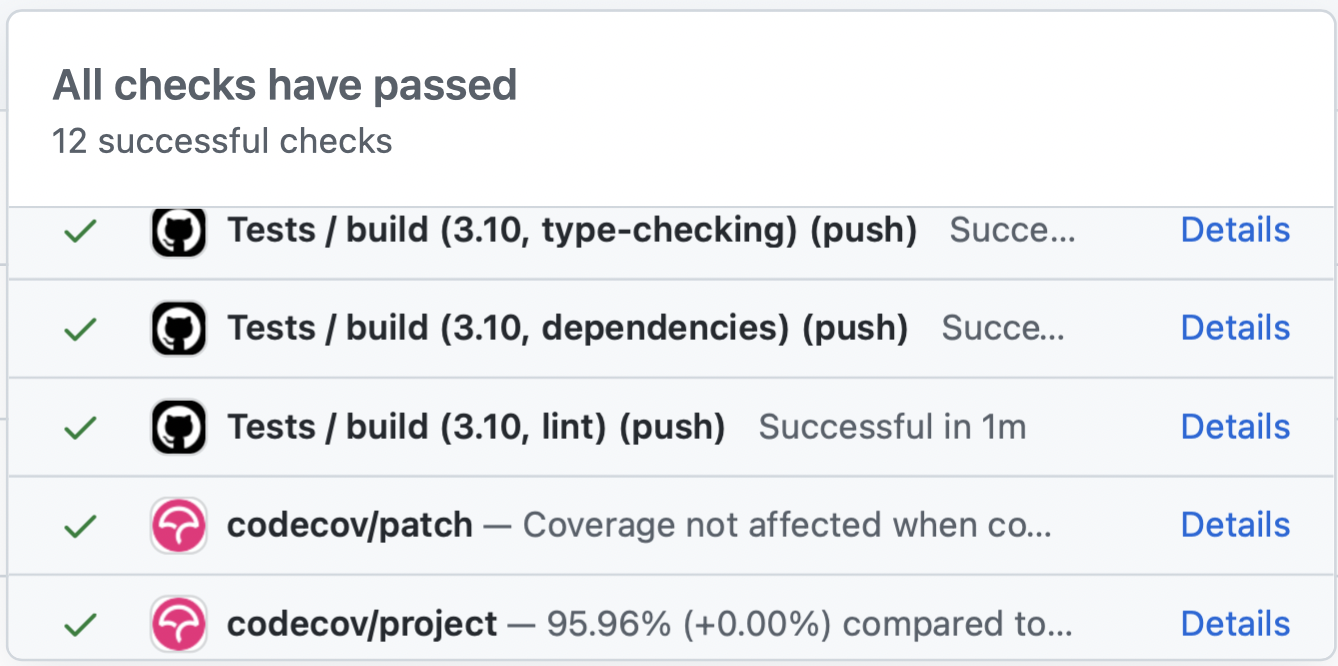 All checks have passed
12 successful checks
Tests / build (3.10, type-checking) (push) Succe... Details
Tests / build (3.10, dependencies) (push) Succe... Details
Tests / build (3.10, lint) (push) Successful in 1m Details
codecov/patch — Coverage not affected when co... Details
codecov/project — 95.96% (+0.00%) compared to... Details